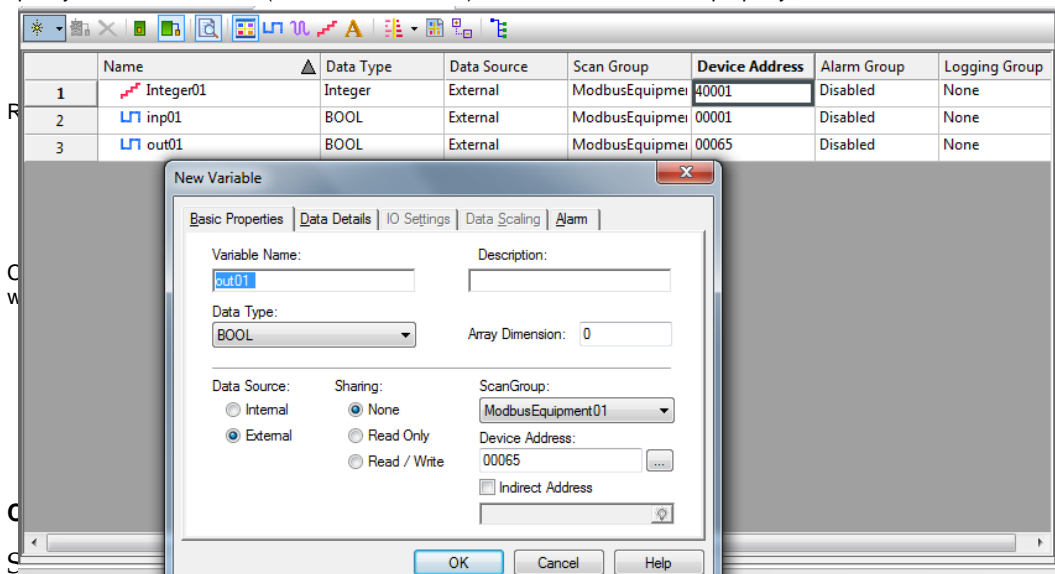 Name Data Type Data Source Scan Group Device Address Alarm Group Logging Group
1 Integer01 Integer External ModbusEquipme 40001 Disabled None
2 inp01 BOOL External ModbusEquipme 00001 Disabled None
3 out01 BOOL External ModbusEquipme 00065 Disabled None
New Variable
Basic Properties Data Details IO Settings Data Scaling Alarm
Variable Name: Description:
out01
Data Type:
BOOL Array Dimension: 0
Data Source: Sharing: ScanGroup:
Internal None ModbusEquipment01
External Read Only Device Address:
Read / Write 00065 ...
Indirect Address
OK Cancel Help